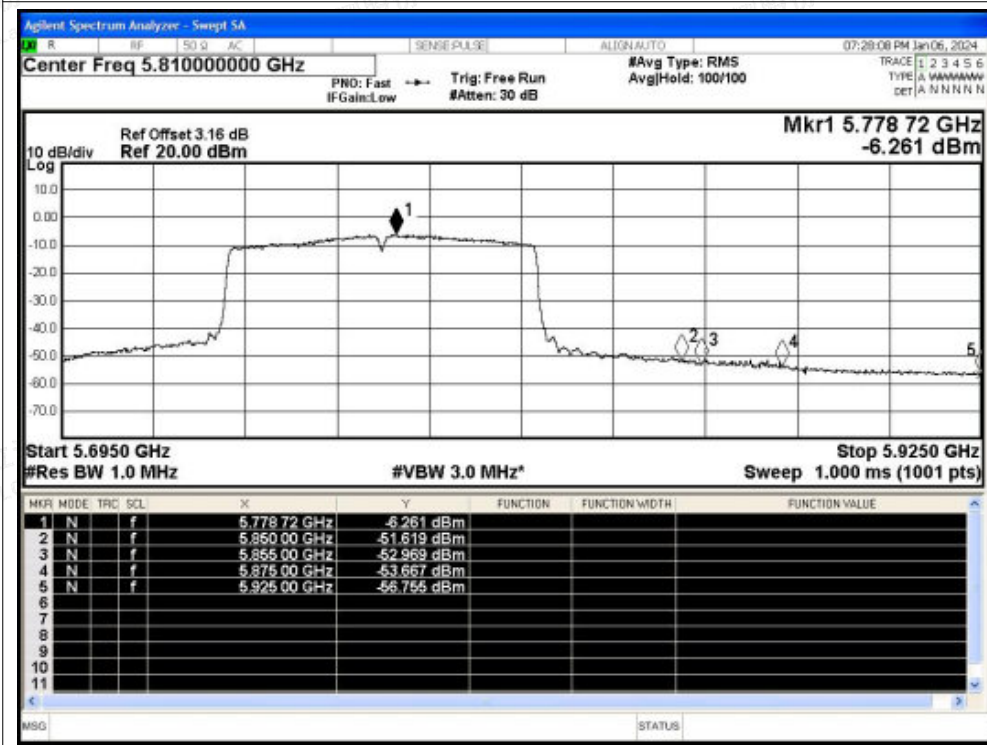 Agilent Spectrum Analyzer - Swept SA
LXI R RF 50 Ω AC SENSE:PULSE ALIGN AUTO 07:28:08 PM Jan 06, 2024
Center Freq 5.810000000 GHz
PNO: Fast
IFGain:Low
Trig: Free Run
#Atten: 30 dB
#Avg Type: RMS
Avg|Hold: 100/100
TRACE 1 2 3 4 5 6
TYPE A WWWWW
DET A N N N N N
Mkr1 5.778 72 GHz
-6.261 dBm
Ref Offset 3.16 dB
10 dB/div Ref 20.00 dBm
Log
10.0
0.00
-10.0
-20.0
-30.0
-40.0
-50.0
-60.0
-70.0
1
2
3
4
5
Start 5.6950 GHz Stop 5.9250 GHz
#Res BW 1.0 MHz #VBW 3.0 MHz* Sweep 1.000 ms (1001 pts)
MKR MODE TRC SCL X Y FUNCTION FUNCTION WIDTH FUNCTION VALUE
1 N f 5.778 72 GHz -6.261 dBm
2 N f 5.850 00 GHz -51.619 dBm
3 N f 5.855 00 GHz -52.969 dBm
4 N f 5.875 00 GHz -53.667 dBm
5 N f 5.925 00 GHz -56.755 dBm
6
7
8
9
10
11
MSG STATUS